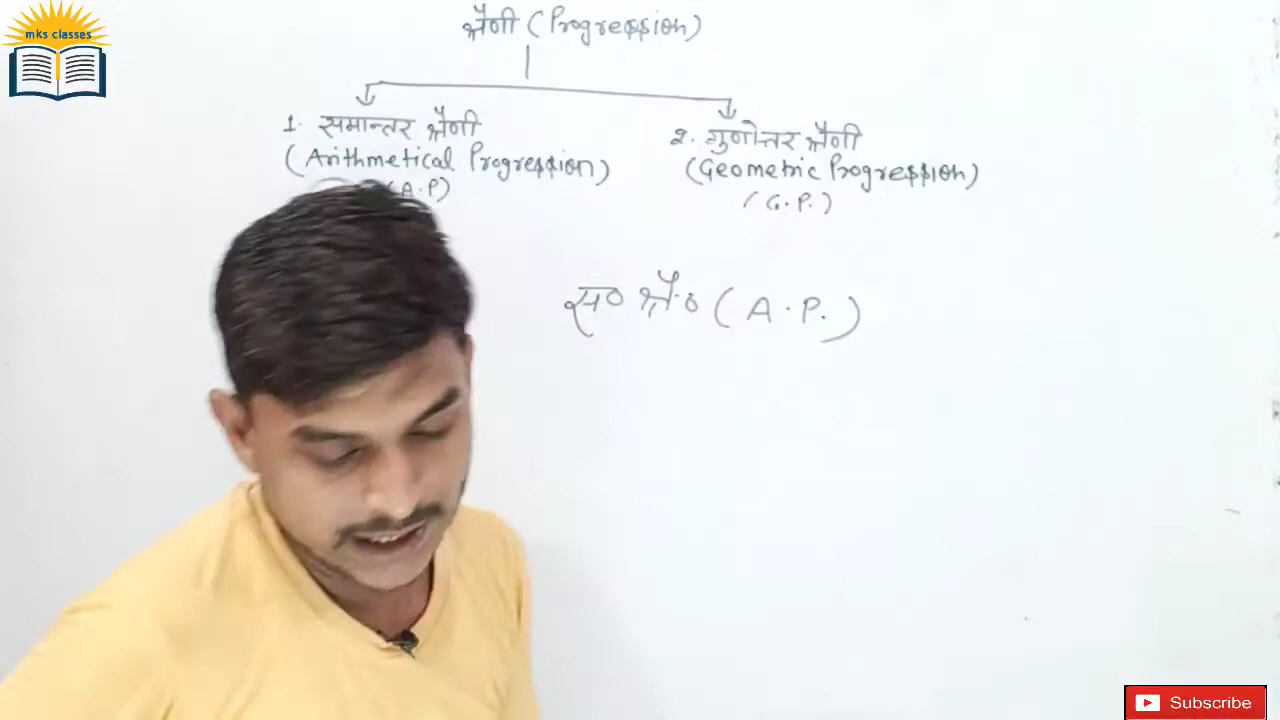 mks classes
श्रैणी (Progression)
1. समान्तर श्रैणी
(Arithmetical Progression)
(A.P)
2. गुणोत्तर श्रैणी
(Geometric Progression)
(G.P.)
स० श्रै० (A.P.)
Subscribe